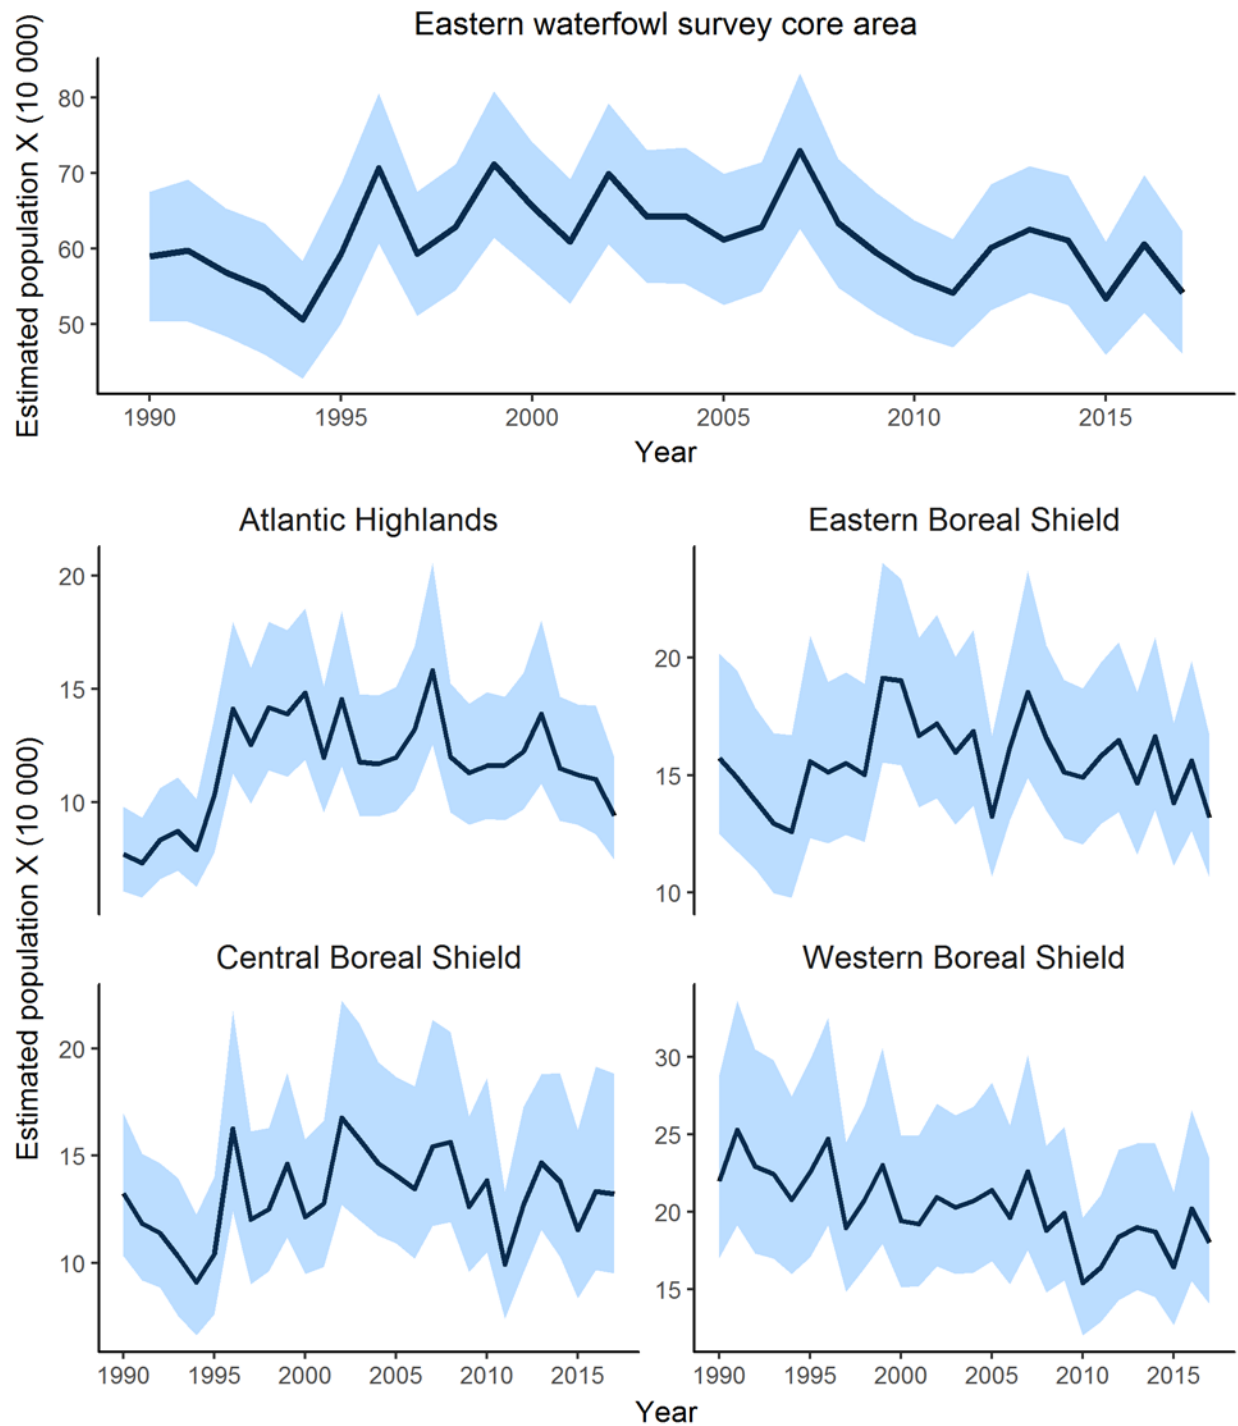 Eastern waterfowl survey core area
Estimated population X (10 000)
80
70
60
50
1990 1995 2000 2005 2010 2015
Year
Estimated population X (10 000)
Atlantic Highlands
20
15
10
Eastern Boreal Shield
20
15
10
Central Boreal Shield
20
15
10
1990 1995 2000 2005 2010 2015
Western Boreal Shield
30
25
20
15
1990 1995 2000 2005 2010 2015
Year